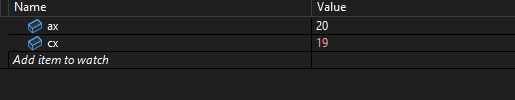 Name Value
ax 20
cx 19
Add item to watch